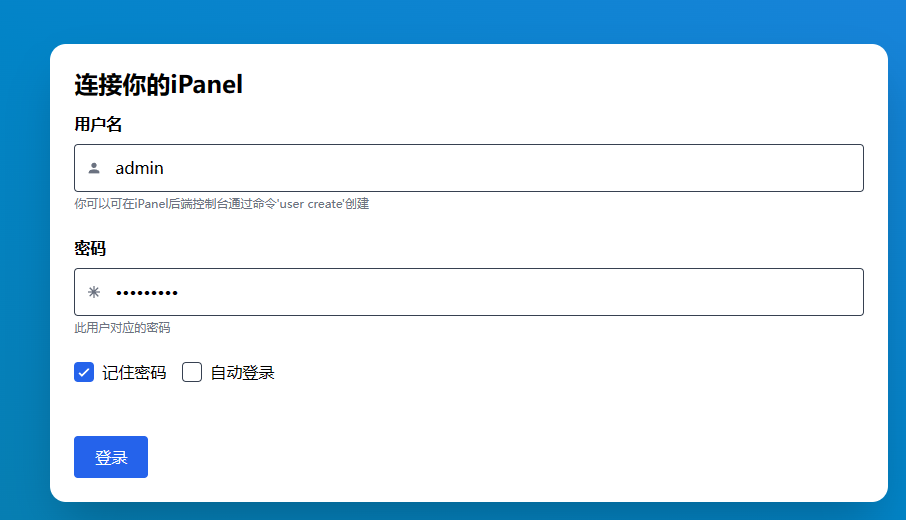 连接你的iPanel
用户名
admin
你可以可在iPanel后端控制台通过命令'user create'创建
密码
•••••••••
此用户对应的密码
记住密码 自动登录
登录